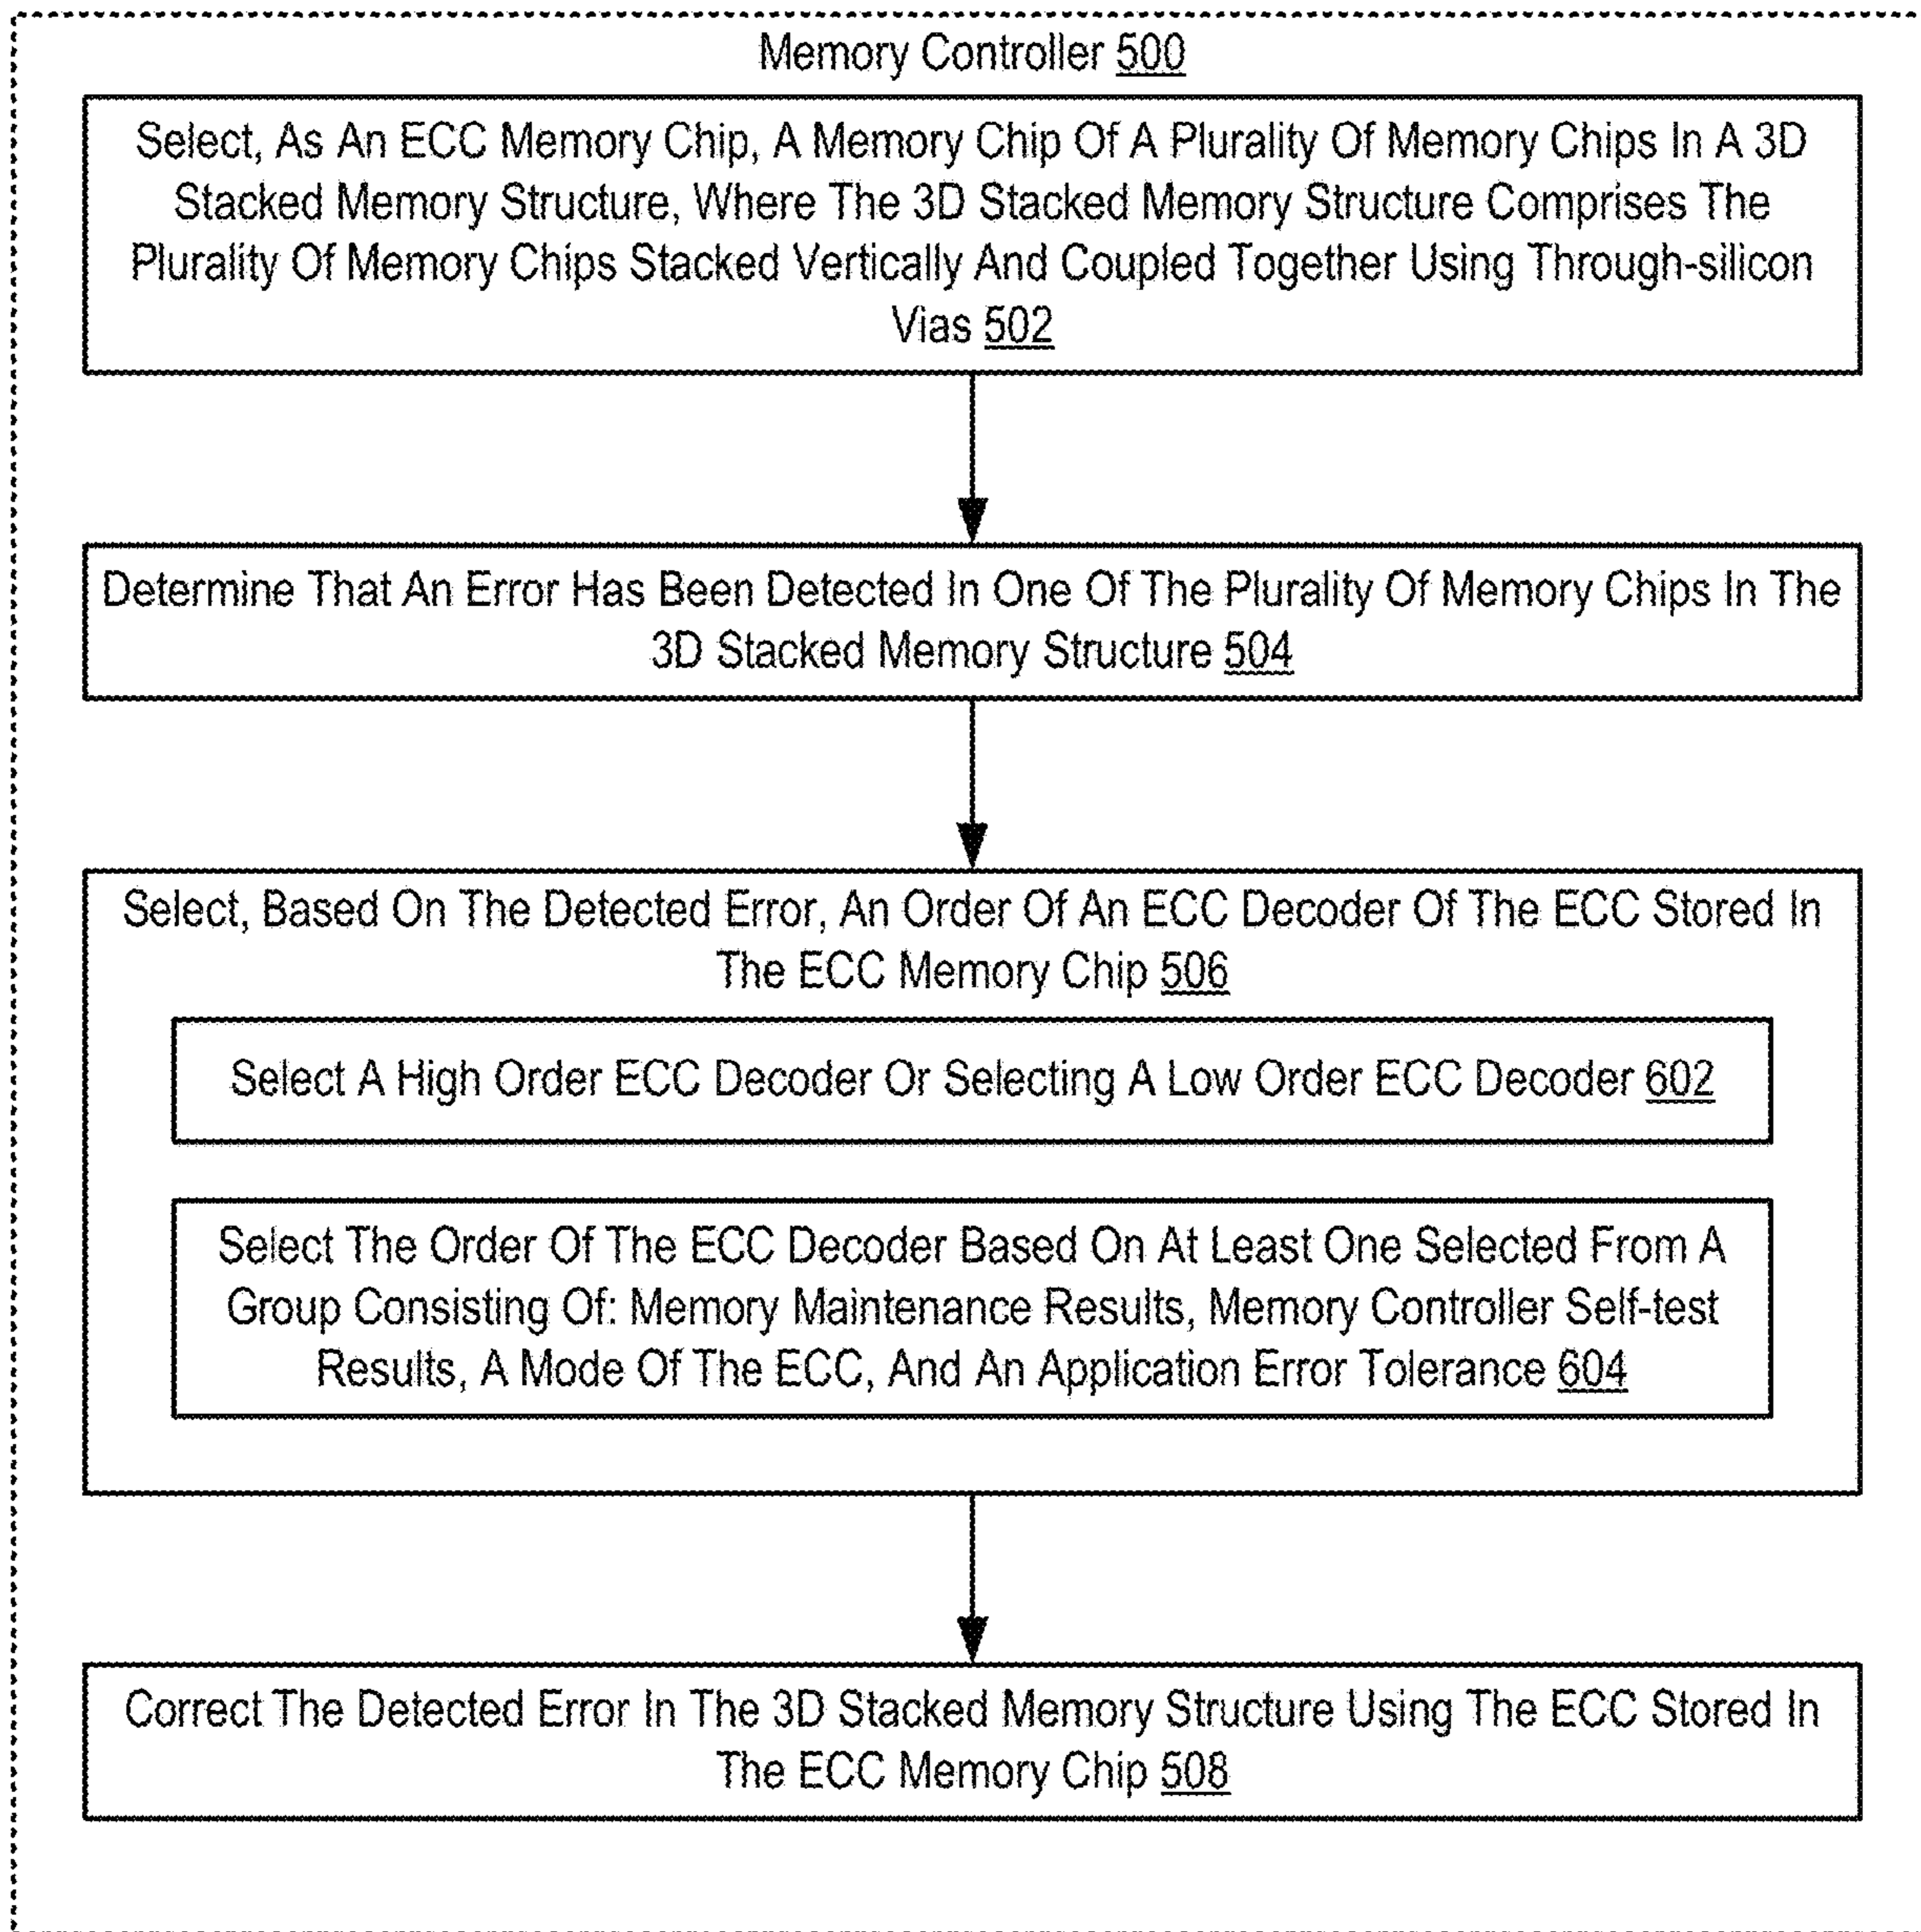 Memory Controller 500
Select, As An ECC Memory Chip, A Memory Chip Of A Plurality Of Memory Chips In A 3D
Stacked Memory Structure, Where The 3D Stacked Memory Structure Comprises The
Plurality Of Memory Chips Stacked Vertically And Coupled Together Using Through-silicon
Vias 502
Determine That An Error Has Been Detected In One Of The Plurality Of Memory Chips In The
3D Stacked Memory Structure 504
Select, Based On The Detected Error, An Order Of An ECC Decoder Of The ECC Stored In
The ECC Memory Chip 506
Select A High Order ECC Decoder Or Selecting A Low Order ECC Decoder 602
Select The Order Of The ECC Decoder Based On At Least One Selected From A
Group Consisting Of: Memory Maintenance Results, Memory Controller Self-test
Results, A Mode Of The ECC, And An Application Error Tolerance 604
Correct The Detected Error In The 3D Stacked Memory Structure Using The ECC Stored In
The ECC Memory Chip 508